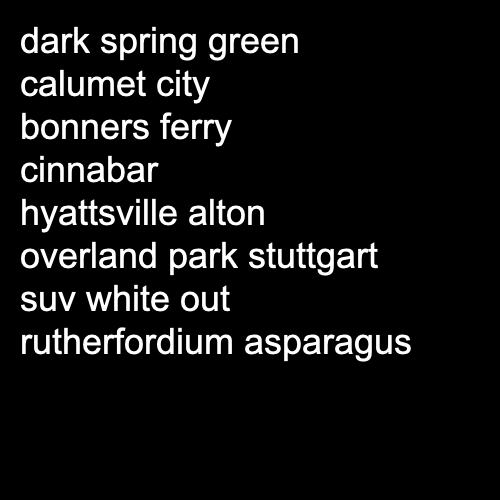 dark spring green
calumet city
bonners ferry
cinnabar
hyattsville alton
overland park stuttgart
suv white out
rutherfordium asparagus